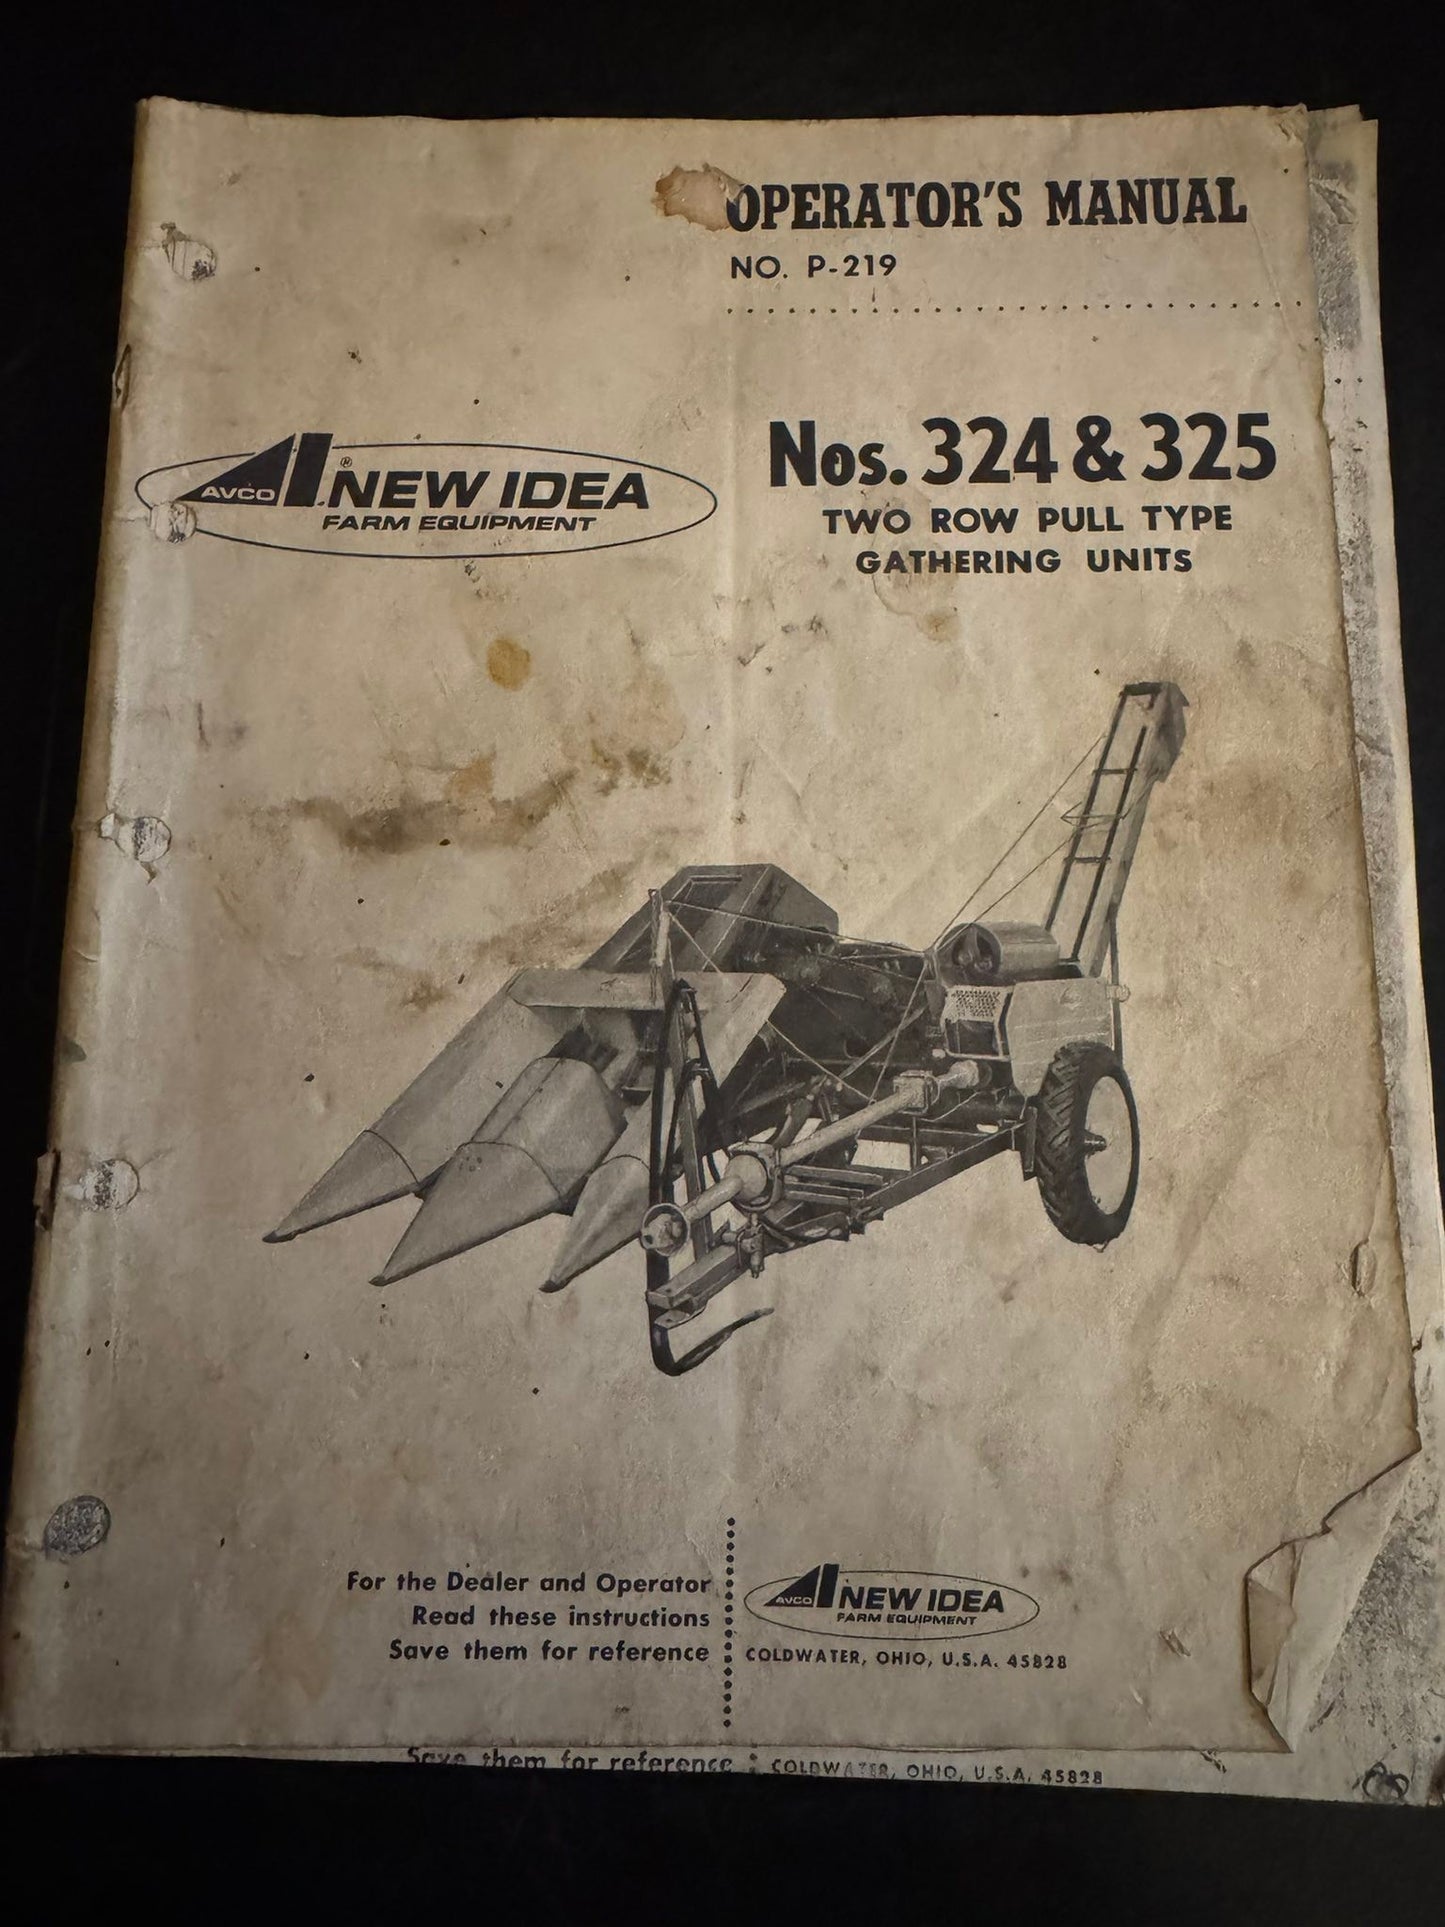 OPERATOR'S MANUAL
NO. P-219
AVCO ® NEW IDEA
FARM EQUIPMENT
Nos. 324 & 325
TWO ROW PULL TYPE
GATHERING UNITS
For the Dealer and Operator
Read these instructions
Save them for reference
AVCO NEW IDEA
FARM EQUIPMENT
COLDWATER, OHIO, U.S.A. 45828
Save them for reference
COLDWATER, OHIO, U.S.A. 45828